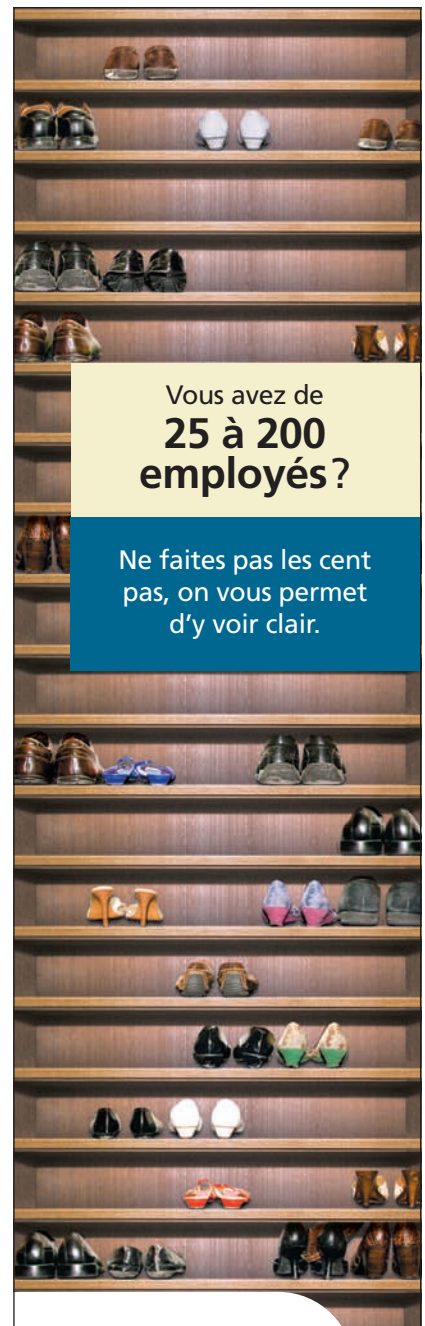 Vous avez de
25 à 200
employés ?
Ne faites pas les cent
pas, on vous permet
d'y voir clair.